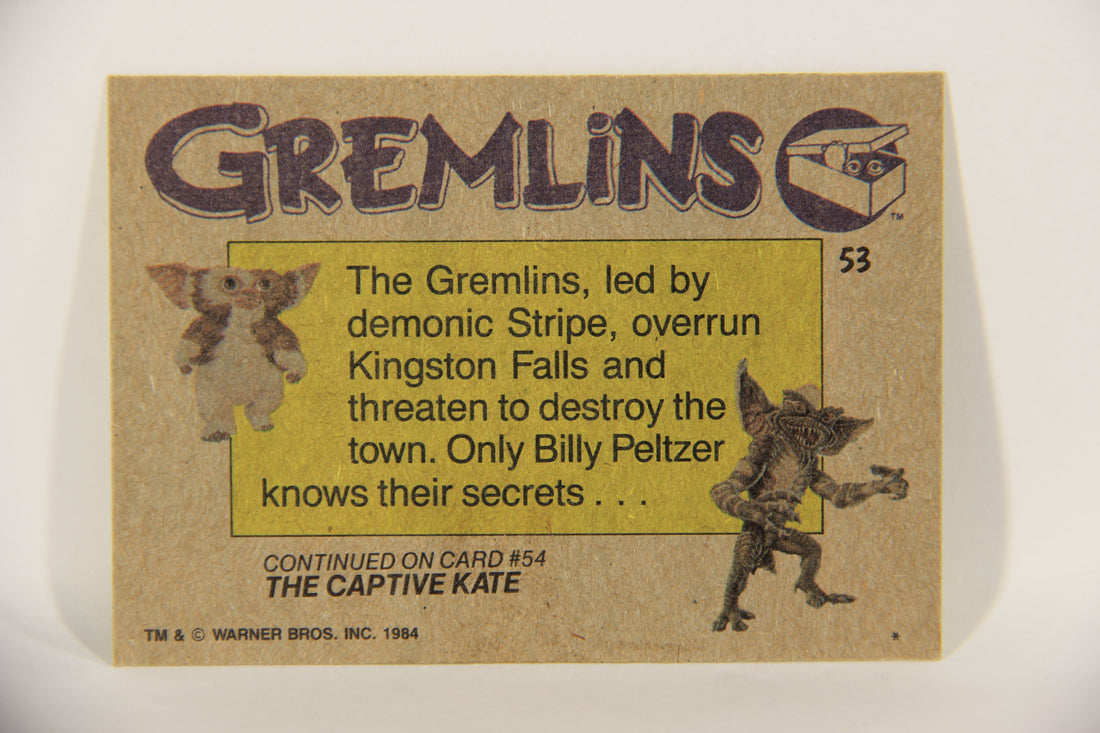 GREMLiNS
TM
53
The Gremlins, led by
demonic Stripe, overrun
Kingston Falls and
threaten to destroy the
town. Only Billy Peltzer
knows their secrets . . .
CONTINUED ON CARD #54
THE CAPTIVE KATE
TM & © WARNER BROS. INC. 1984
*